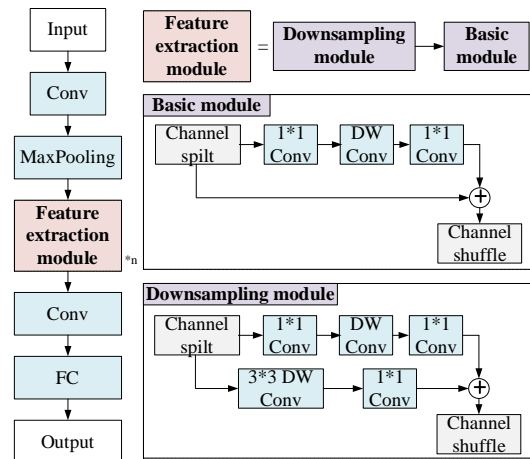 Input
Conv
MaxPooling
Feature
extraction
module
*n
Conv
FC
Output
Feature
extraction
module
=
Downsampling
module
Basic
module
Basic module
Channel
spilt
1*1
Conv
DW
Conv
1*1
Conv
+
Channel
shuffle
Downsampling module
Channel
spilt
1*1
Conv
DW
Conv
1*1
Conv
3*3 DW
Conv
1*1
Conv
+
Channel
shuffle